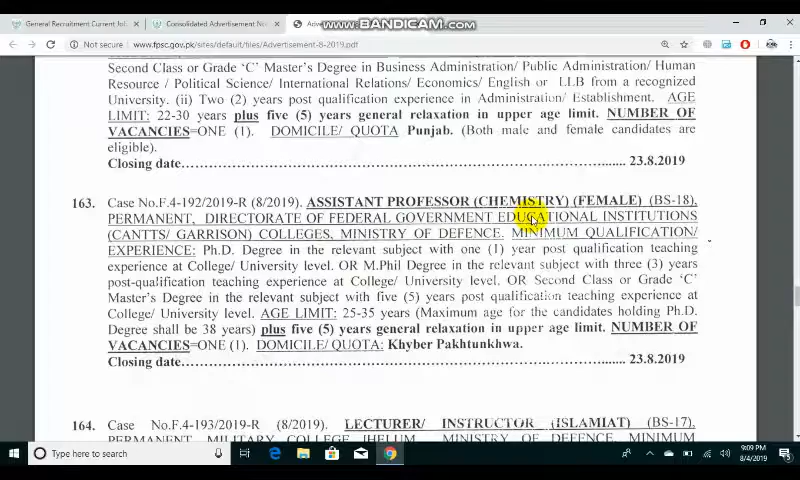 General Recruitment Current Jo
Consolidated Advertisement No
Adve
WWW.BANDICAM.COM
Not secure
www.fpsc.gov.pk/sites/default/files/Advertisement-8-2019.pdf
Second Class or Grade ‘C’ Master’s Degree in Business Administration/ Public Administration/ Human
Resource / Political Science/ International Relations/ Economics/ English or LLB from a recognized
University. (ii) Two (2) years post qualification experience in Administration/ Establishment. AGE
LIMIT: 22-30 years plus five (5) years general relaxation in upper age limit. NUMBER OF
VACANCIES=ONE (1). DOMICILE/ QUOTA Punjab. (Both male and female candidates are
eligible).
Closing date…………………………………………………………………………...... 23.8.2019
163. Case No.F.4-192/2019-R (8/2019). ASSISTANT PROFESSOR (CHEMISTRY) (FEMALE) (BS-18),
PERMANENT, DIRECTORATE OF FEDERAL GOVERNMENT EDUCATIONAL INSTITUTIONS
(CANTTS/ GARRISON) COLLEGES, MINISTRY OF DEFENCE. MINIMUM QUALIFICATION/
EXPERIENCE: Ph.D. Degree in the relevant subject with one (1) year post qualification teaching
experience at College/ University level. OR M.Phil Degree in the relevant subject with three (3) years
post-qualification teaching experience at College/ University level. OR Second Class or Grade ‘C’
Master’s Degree in the relevant subject with five (5) years post qualification teaching experience at
College/ University level. AGE LIMIT: 25-35 years (Maximum age for the candidates holding Ph.D.
Degree shall be 38 years) plus five (5) years general relaxation in upper age limit. NUMBER OF
VACANCIES=ONE (1). DOMICILE/ QUOTA: Khyber Pakhtunkhwa.
Closing date…………………………………………………………………………...... 23.8.2019
164. Case No.F.4-193/2019-R (8/2019). LECTURER/ INSTRUCTOR (ISLAMIAT) (BS-17),
PERMANENT, MILITARY COLLEGE JHELUM, MINISTRY OF DEFENCE. MINIMUM
Type here to search
9:09 PM
8/4/2019